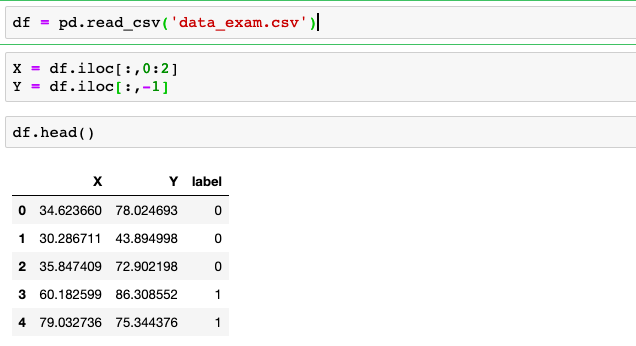 df = pd.read_csv('data_exam.csv')
X = df.iloc[:,0:2]
Y = df.iloc[:,-1]
df.head()
X Y label
0 34.623660 78.024693 0
1 30.286711 43.894998 0
2 35.847409 72.902198 0
3 60.182599 86.308552 1
4 79.032736 75.344376 1